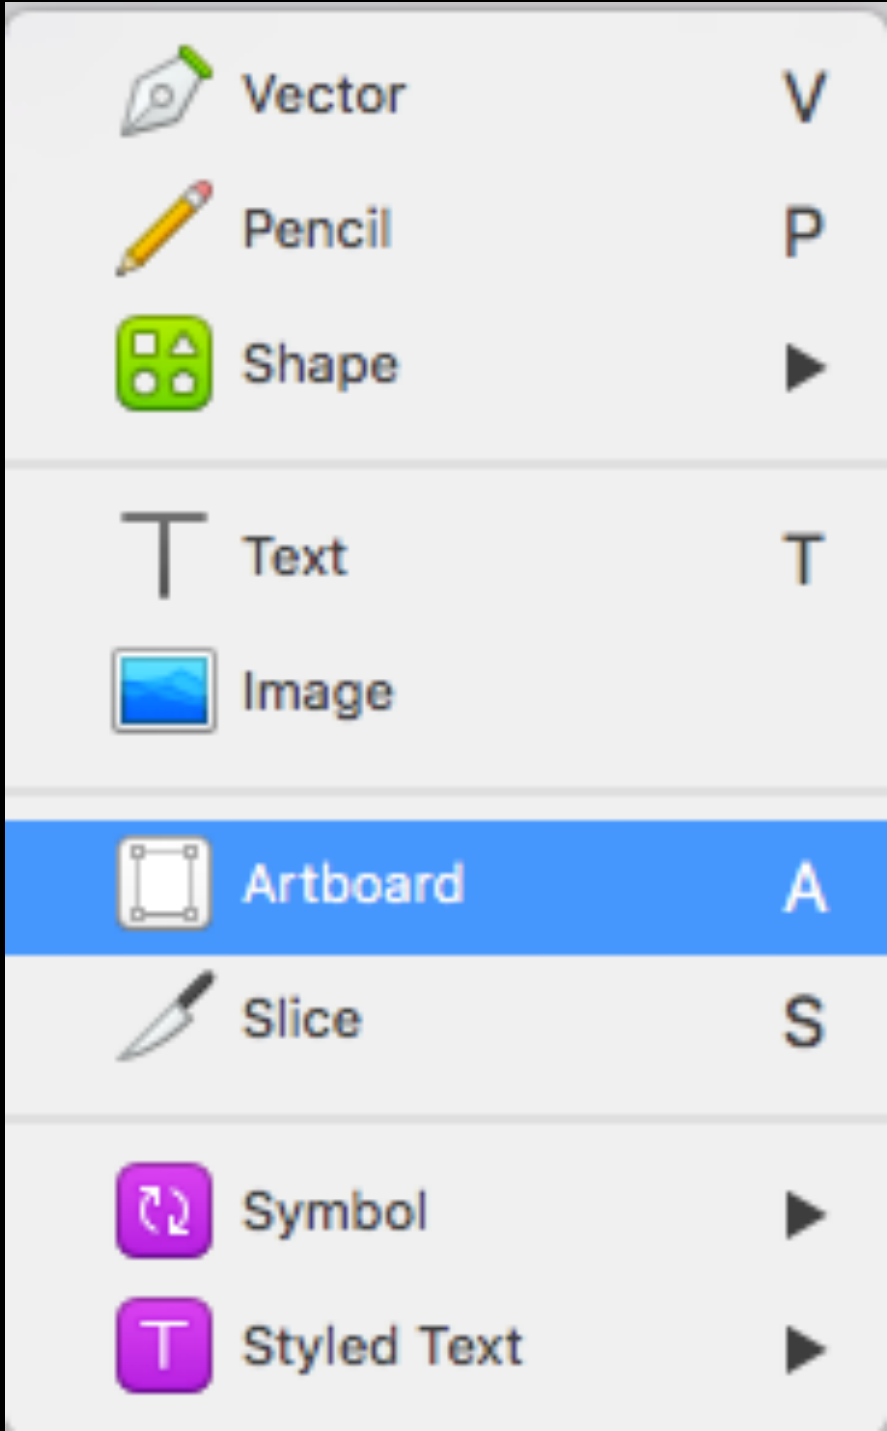 Vector V
Pencil P
Shape ▶
Text T
Image
Artboard A
Slice S
Symbol ▶
Styled Text ▶